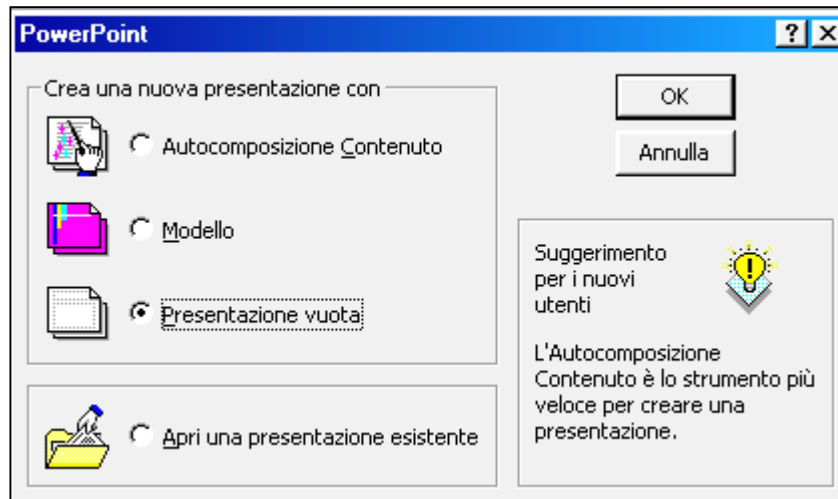 PowerPoint
Crea una nuova presentazione con
Autocomposizione Contenuto
Modello
Presentazione vuota
Apri una presentazione esistente
OK
Annulla
Suggerimento
per i nuovi
utenti
L'Autocomposizione
Contenuto è lo strumento più
veloce per creare una
presentazione.